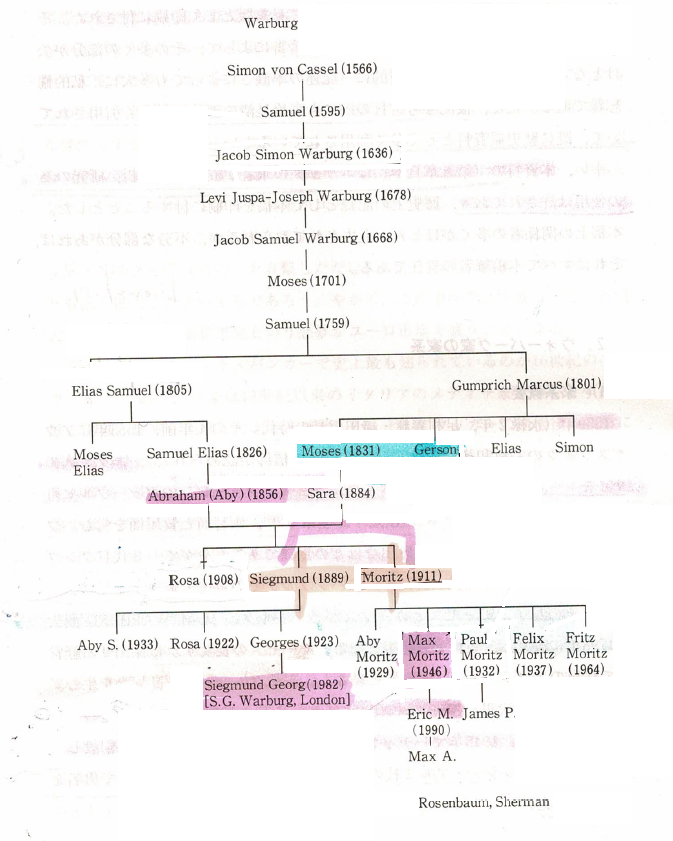 Warburg
Simon von Cassel (1566)
Samuel (1595)
Jacob Simon Warburg (1636)
Levi Juspa-Joseph Warburg (1678)
Jacob Samuel Warburg (1668)
Moses (1701)
Samuel (1759)
Elias Samuel (1805)
Gumprich Marcus (1801)
Moses
Elias
Samuel Elias (1826)
Moses (1831)
Gerson
Elias
Simon
Abraham (Aby) (1856)
Sara (1884)
Rosa (1908)
Siegmund (1889)
Moritz (1911)
Aby S. (1933)
Rosa (1922)
Georges (1923)
Aby
Moritz
(1929)
Max
Moritz
(1946)
Paul
Moritz
(1932)
Felix
Moritz
(1937)
Fritz
Moritz
(1964)
Siegmund Georg (1982)
[S.G. Warburg, London]
Eric M.
(1990)
James P.
Max A.
Rosenbaum, Sherman